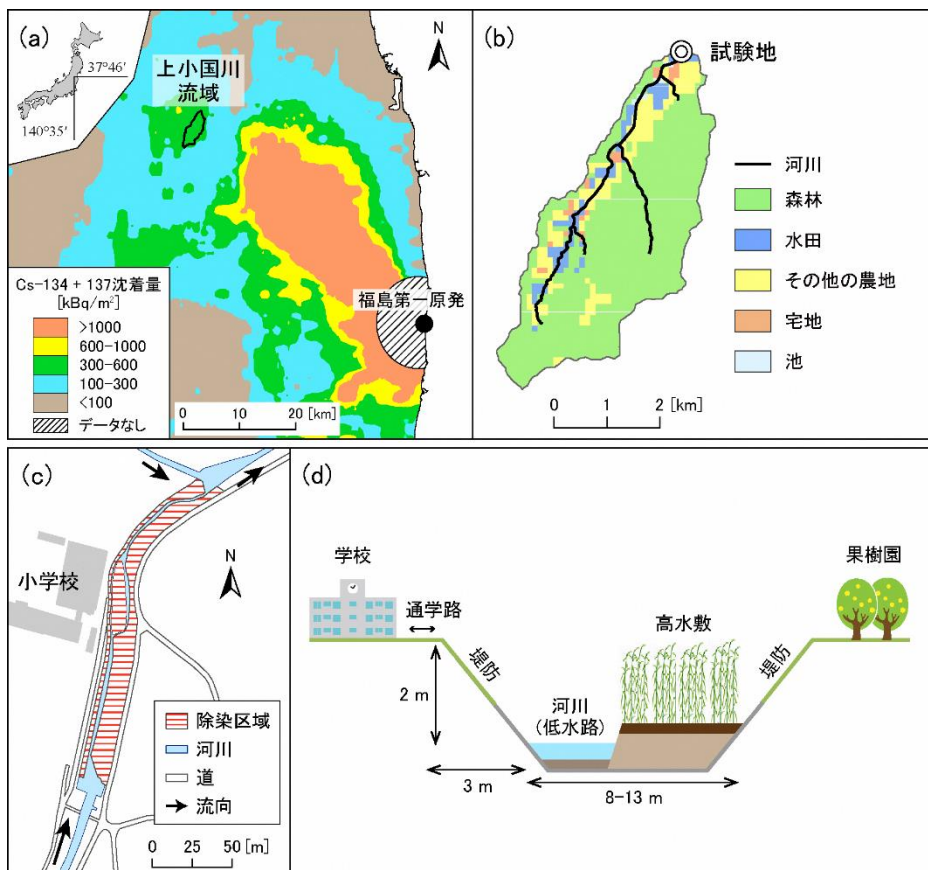 (a)
37°46′
140°35′
上小国川
流域
N
福島第一原発
Cs-134 + 137沈着量
[kBq/m²]
>1000
600-1000
300-600
100-300
<100
データなし
0 10 20 [km]
(b)
試験地
河川
森林
水田
その他の農地
宅地
池
0 1 2 [km]
(c)
小学校
N
除染区域
河川
道
流向
0 25 50 [m]
(d)
学校
果樹園
通学路
高水敷
堤防
堤防
2 m
河川
(低水路)
3 m
8-13 m